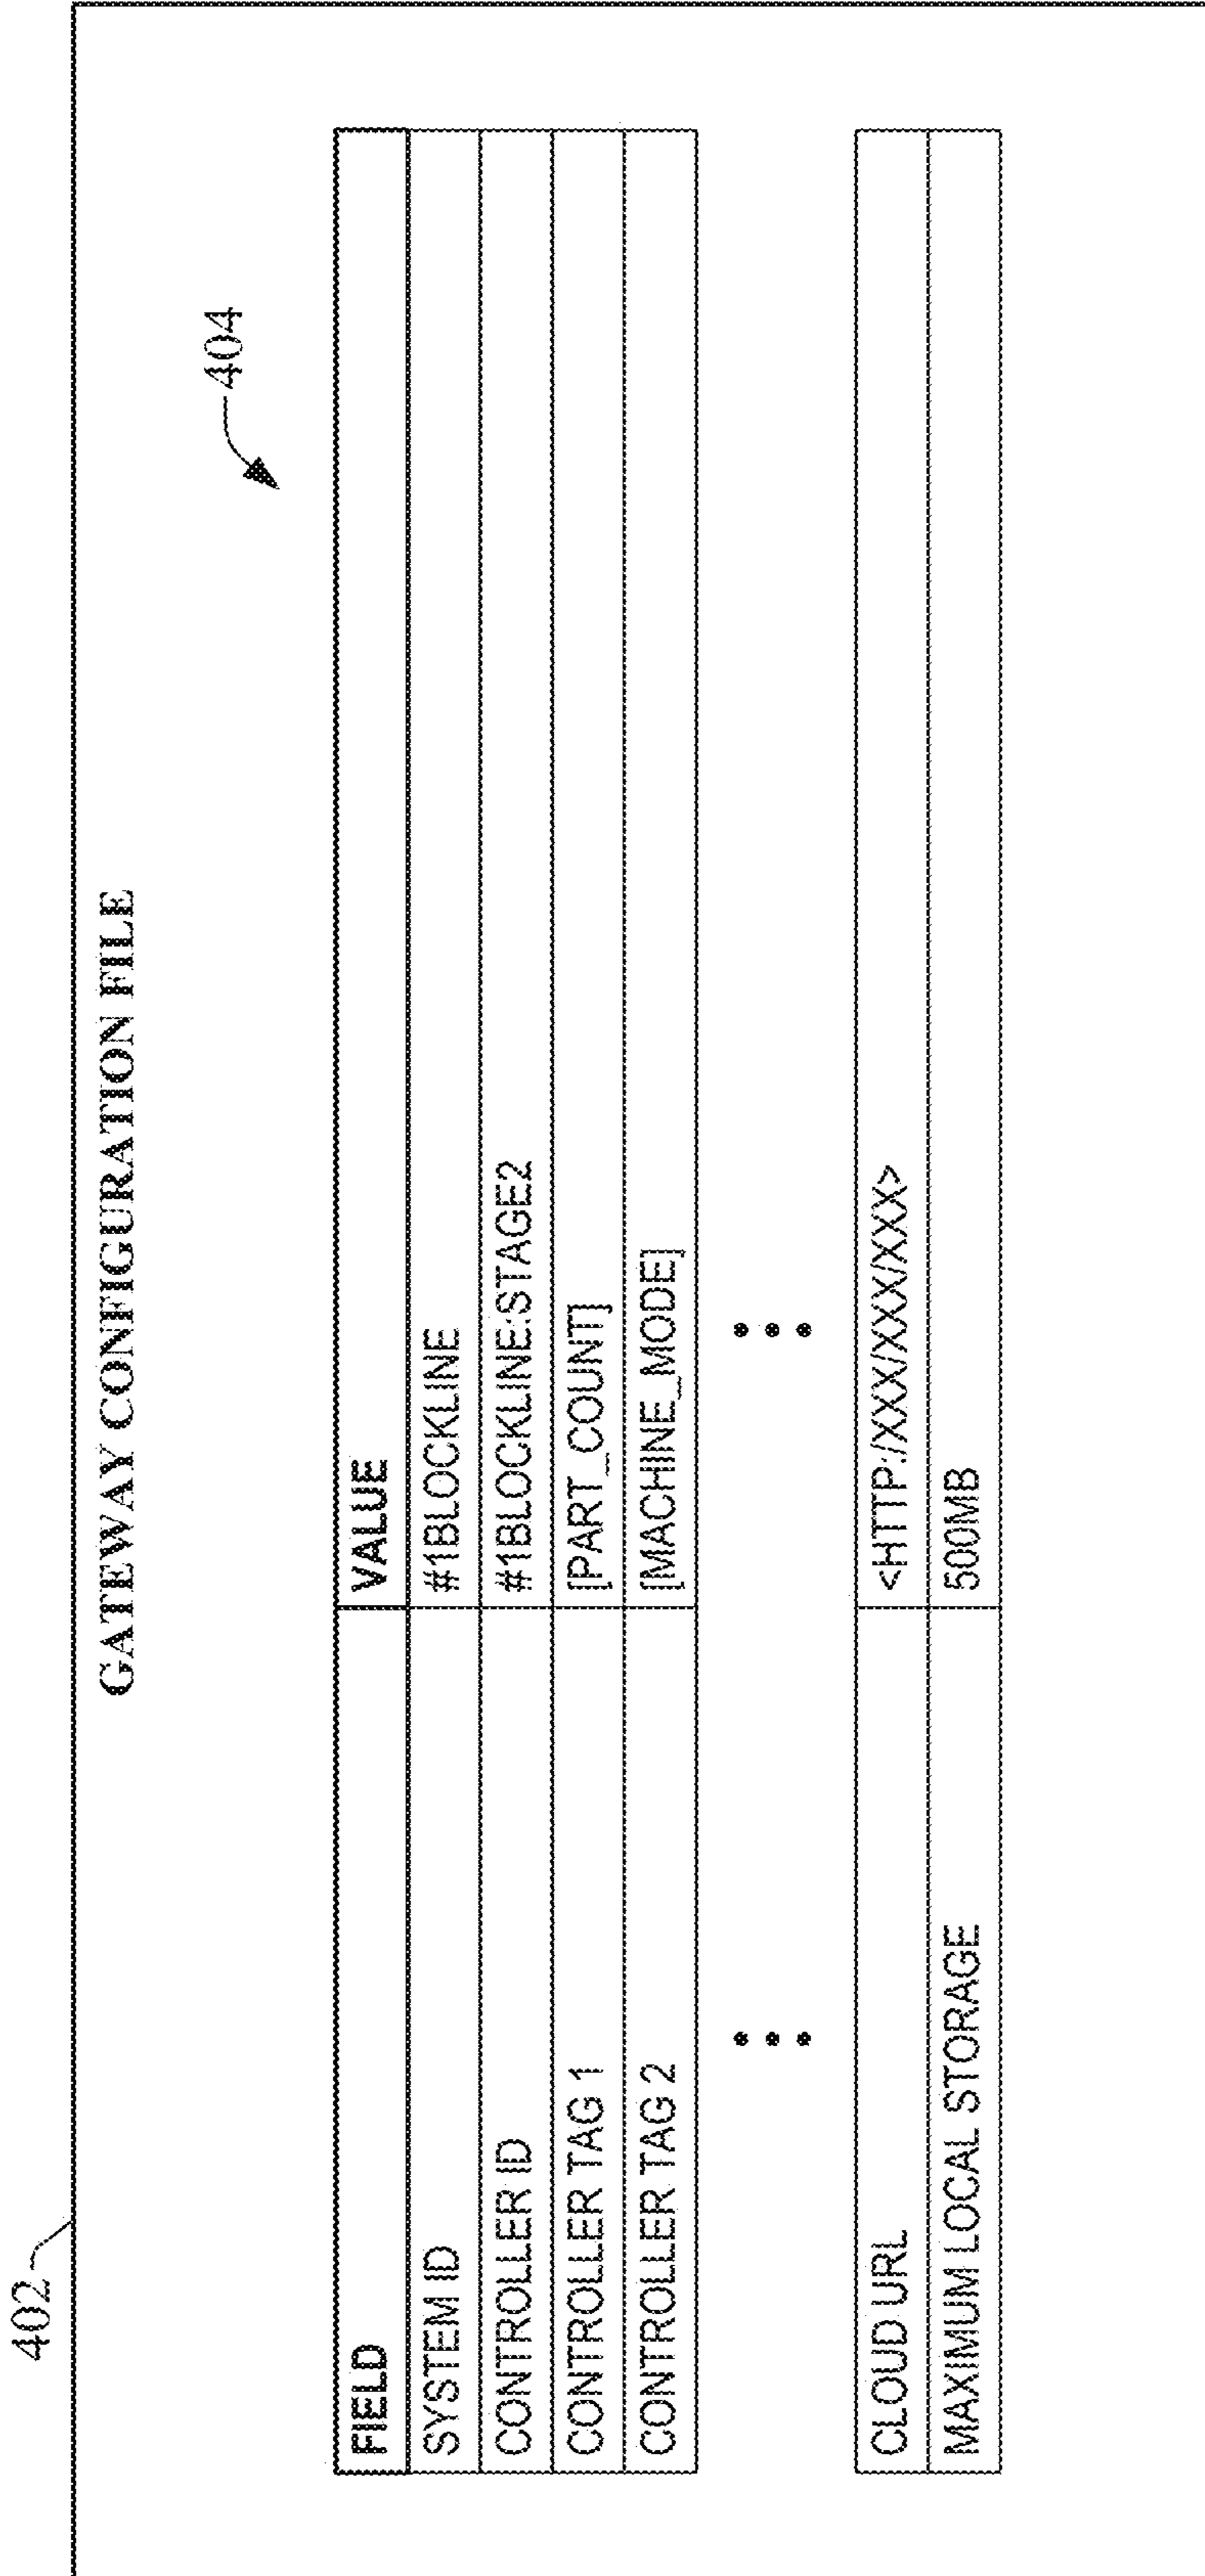 402
GATEWAY CONFIGURATION FILE
404
FIELD VALUE
SYSTEM ID #1BLOCKLINE
CONTROLLER ID #1BLOCKLINE:STAGE2
CONTROLLER TAG 1 [PART_COUNT]
CONTROLLER TAG 2 [MACHINE_MODE]
CLOUD URL <HTTP:/XXX/XXX/XXX>
MAXIMUM LOCAL STORAGE 500MB